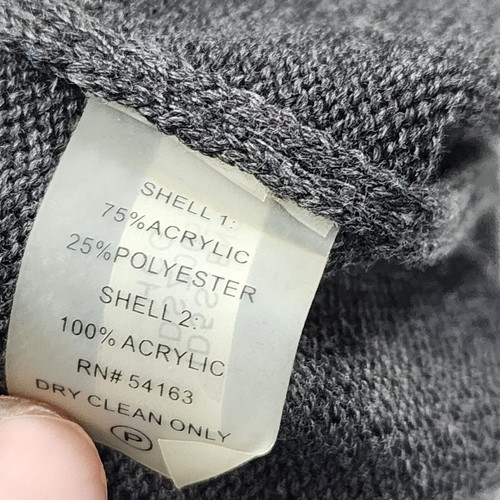 SHELL 1:
75%ACRYLIC
25%POLYESTER
SHELL 2:
100% ACRYLIC
RN# 54163
DRY CLEAN ONLY
P